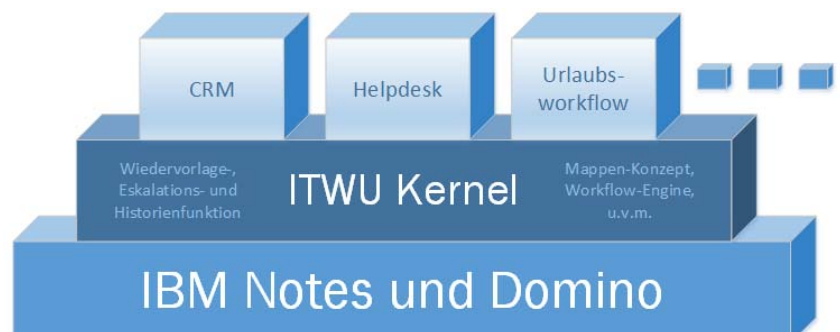 CRM
Helpdesk
Urlaubs-
workflow
Wiedervorlage-,
Eskalations- und
Historienfunktion
ITWU Kernel
Mappen-Konzept,
Workflow-Engine,
u.v.m.
IBM Notes und Domino